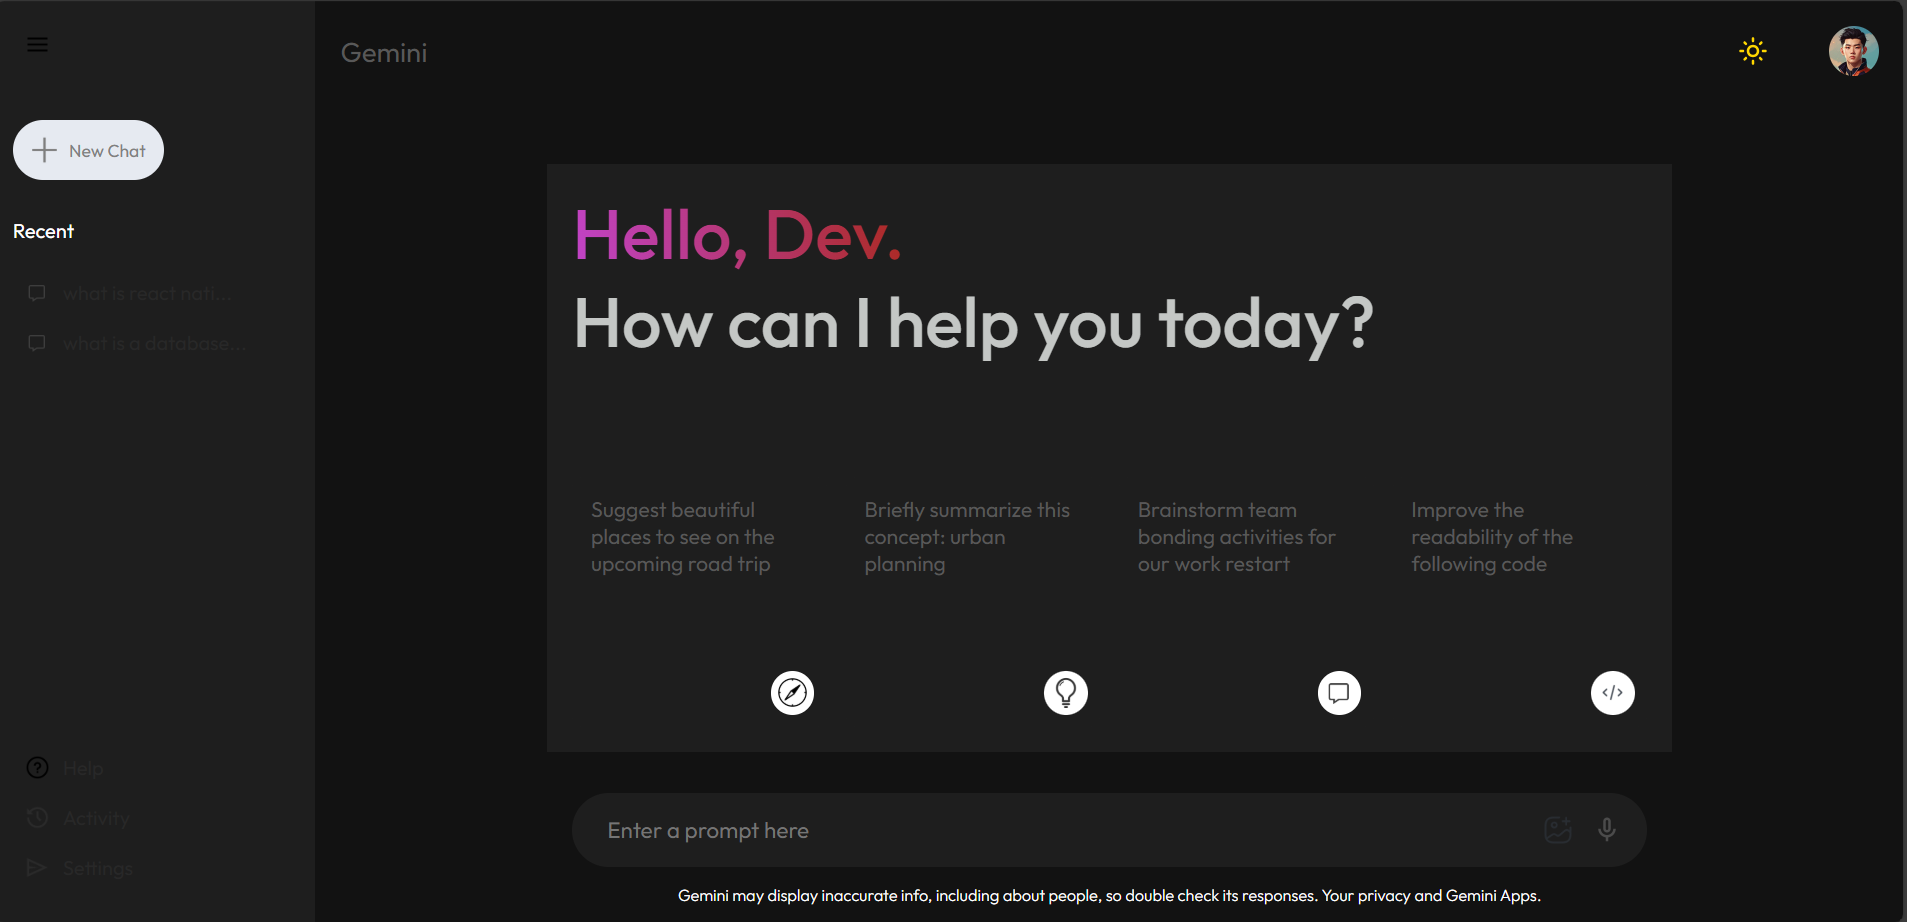 Gemini
New Chat
Recent
what is react nati...
what is a database...
Hello, Dev.
How can I help you today?
Suggest beautiful
places to see on the
upcoming road trip
Briefly summarize this
concept: urban
planning
Brainstorm team
bonding activities for
our work restart
Improve the
readability of the
following code
</>
Help
Activity
Settings
Enter a prompt here
Gemini may display inaccurate info, including about people, so double check its responses. Your privacy and Gemini Apps.